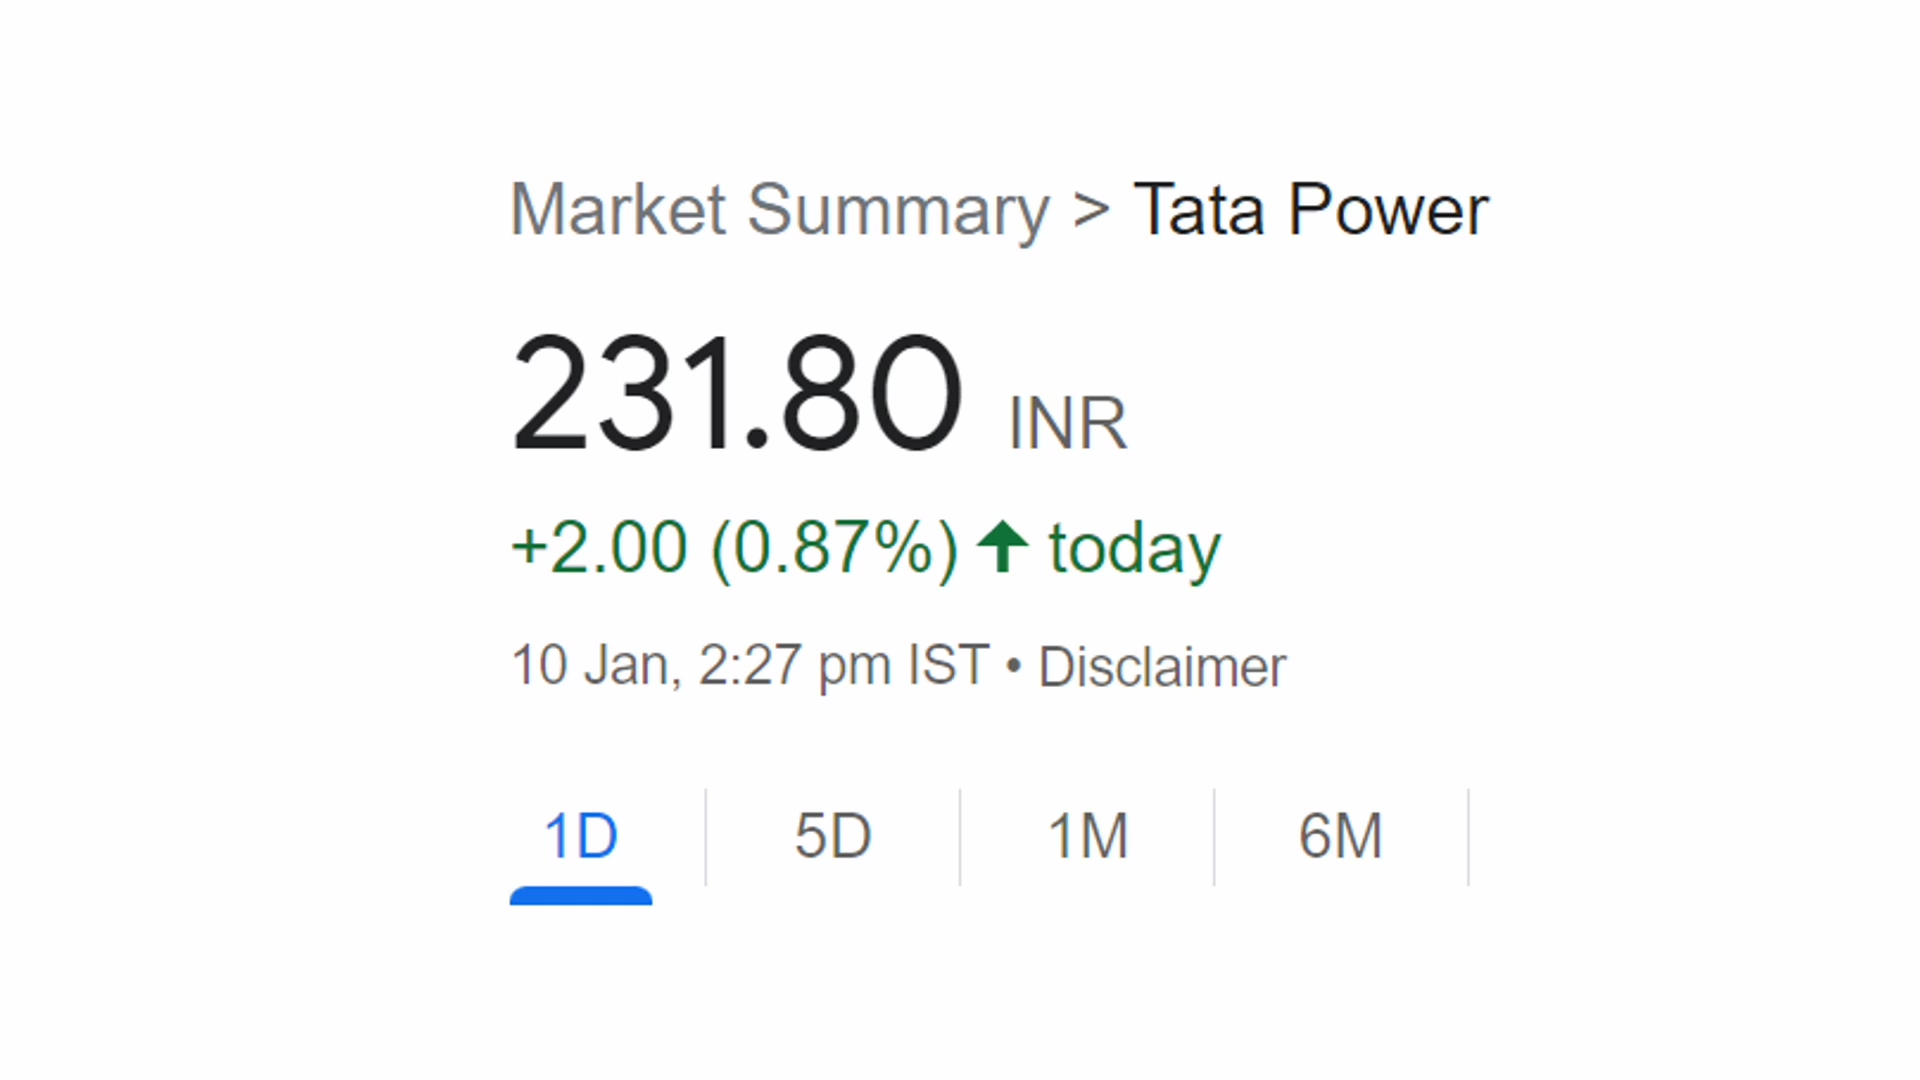 Market Summary > Tata Power
231.80 INR
+2.00 (0.87%) ↑ today
10 Jan, 2:27 pm IST • Disclaimer
1D 5D 1M 6M